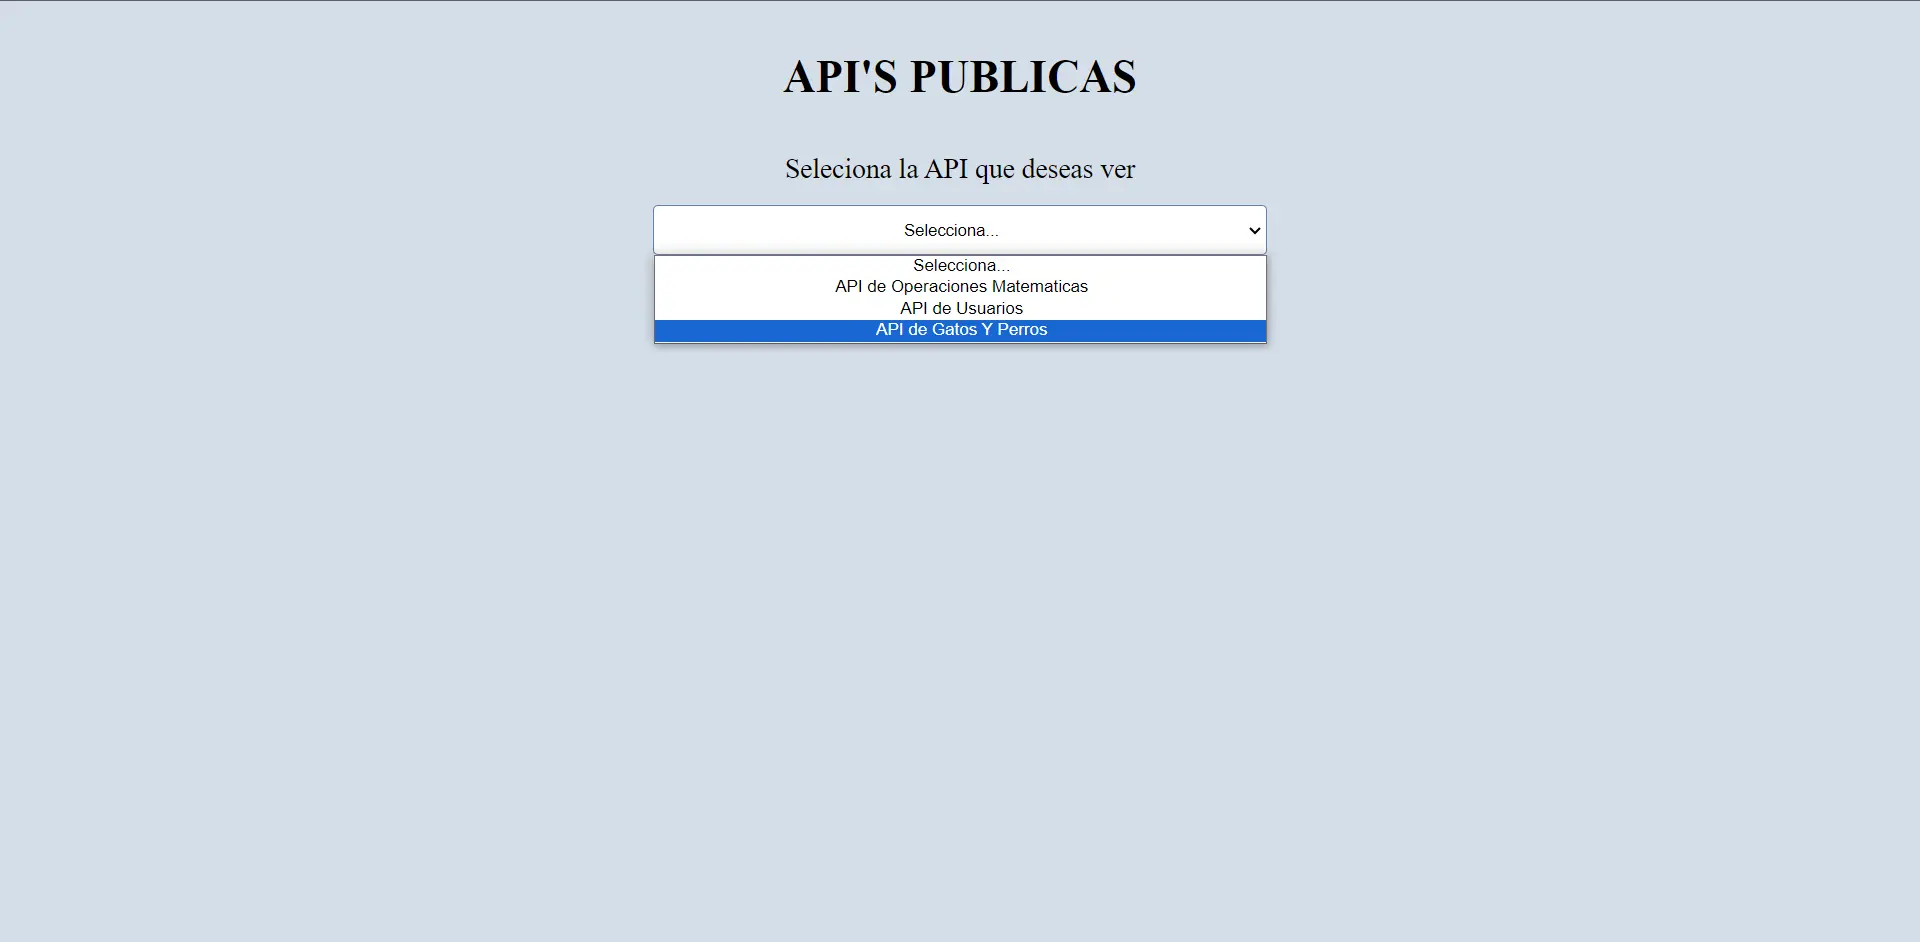 API'S PUBLICAS
Seleciona la API que deseas ver
Selecciona...
Selecciona...
API de Operaciones Matematicas
API de Usuarios
API de Gatos Y Perros